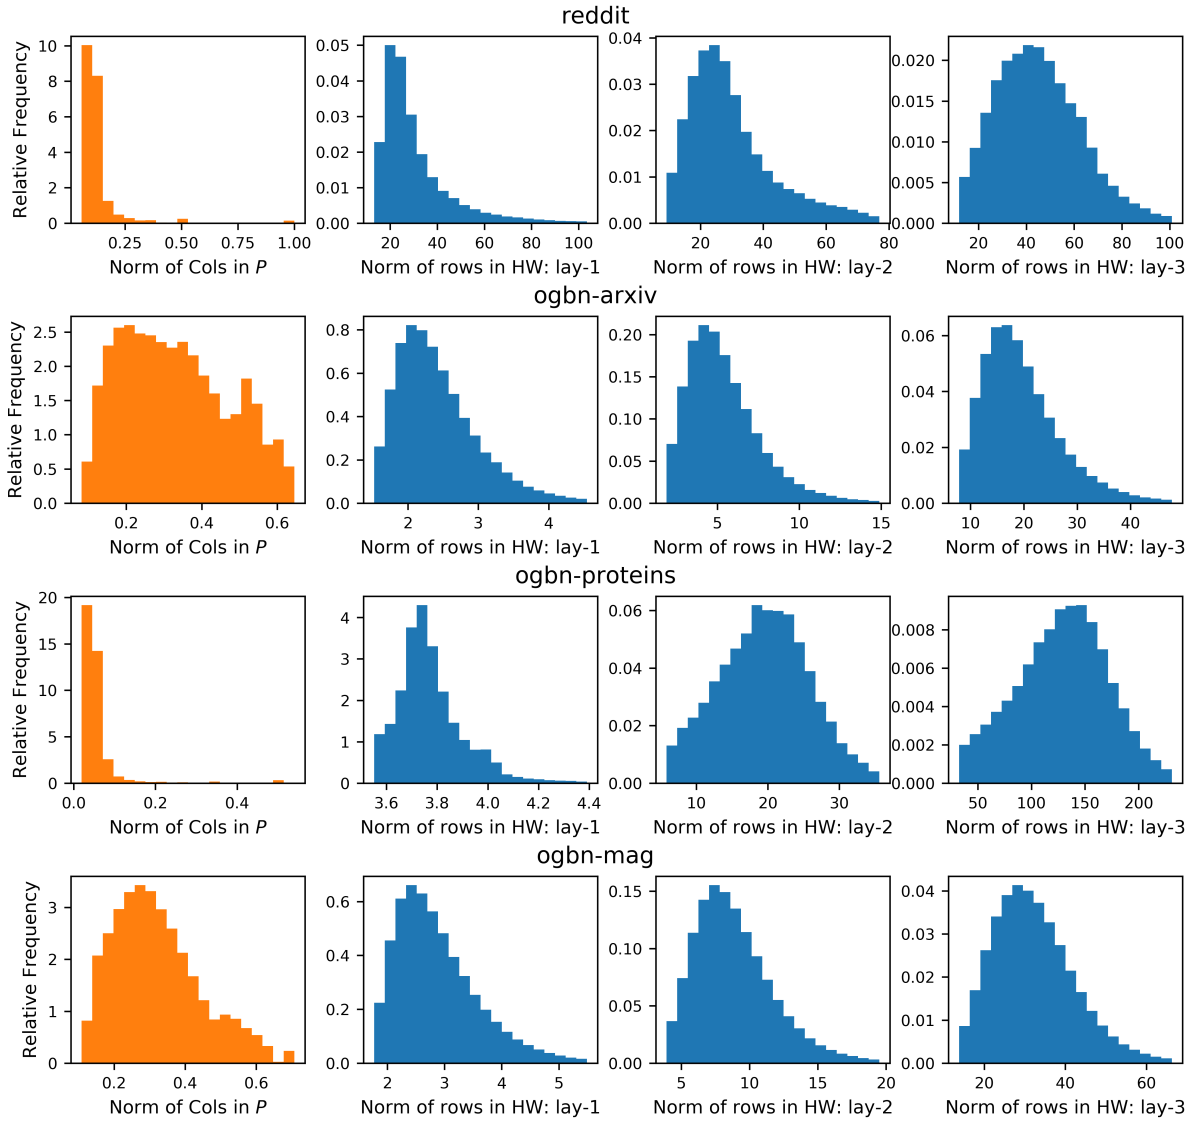 reddit
Relative Frequency
10
8
6
4
2
0
0.25 0.50 0.75 1.00
Norm of Cols in P
0.05
0.04
0.03
0.02
0.01
0.00
20 40 60 80 100
Norm of rows in HW: lay-1
0.04
0.03
0.02
0.01
0.00
20 40 60 80
Norm of rows in HW: lay-2
0.020
0.015
0.010
0.005
0.000
20 40 60 80 100
Norm of rows in HW: lay-3
ogbn-arxiv
Relative Frequency
2.5
2.0
1.5
1.0
0.5
0.0
0.2 0.4 0.6
Norm of Cols in P
0.8
0.6
0.4
0.2
0.0
2 3 4
Norm of rows in HW: lay-1
0.20
0.15
0.10
0.05
0.00
5 10 15
Norm of rows in HW: lay-2
0.06
0.04
0.02
0.00
10 20 30 40
Norm of rows in HW: lay-3
ogbn-proteins
Relative Frequency
20
15
10
5
0
0.0 0.2 0.4
Norm of Cols in P
4
3
2
1
0
3.6 3.8 4.0 4.2 4.4
Norm of rows in HW: lay-1
0.06
0.04
0.02
0.00
10 20 30
Norm of rows in HW: lay-2
0.008
0.006
0.004
0.002
0.000
50 100 150 200
Norm of rows in HW: lay-3
ogbn-mag
Relative Frequency
3
2
1
0
0.2 0.4 0.6
Norm of Cols in P
0.6
0.4
0.2
0.0
2 3 4 5
Norm of rows in HW: lay-1
0.15
0.10
0.05
0.00
5 10 15 20
Norm of rows in HW: lay-2
0.04
0.03
0.02
0.01
0.00
20 40 60
Norm of rows in HW: lay-3